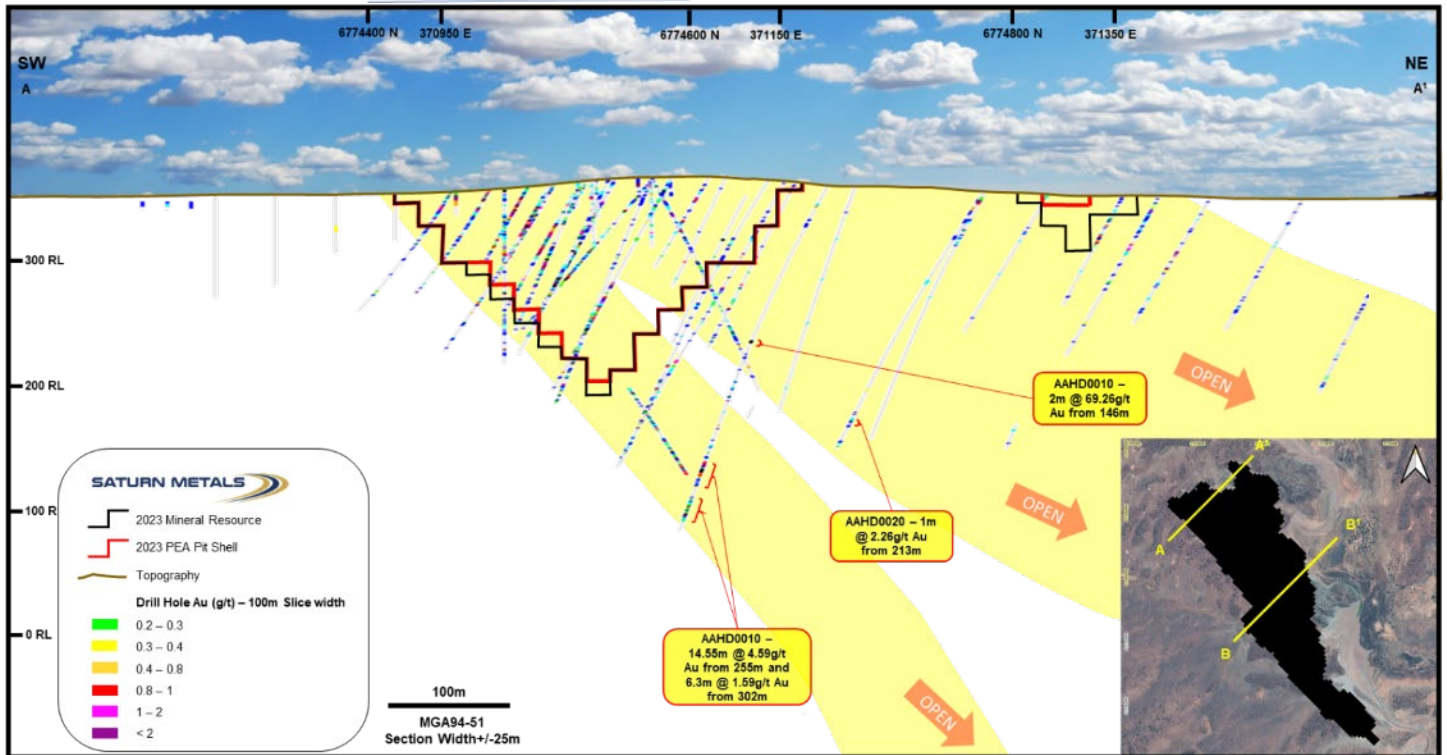 6774400 N
370950 E
6774600 N
371150 E
6774800 N
371350 E
SW
A
NE
A¹
300 RL
200 RL
100 R
0 RL
OPEN
OPEN
OPEN
AAHD0010 –
2m @ 69.26g/t
Au from 146m
AAHD0020 – 1m
@ 2.26g/t Au
from 213m
AAHD0010 –
14.55m @ 4.59g/t
Au from 255m and
6.3m @ 1.59g/t Au
from 302m
SATURN METALS
2023 Mineral Resource
2023 PEA Pit Shell
Topography
Drill Hole Au (g/t) – 100m Slice width
0.2 – 0.3
0.3 – 0.4
0.4 – 0.8
0.8 – 1
1 – 2
< 2
100m
MGA94-51
Section Width+/-25m
A¹
A
B¹
B